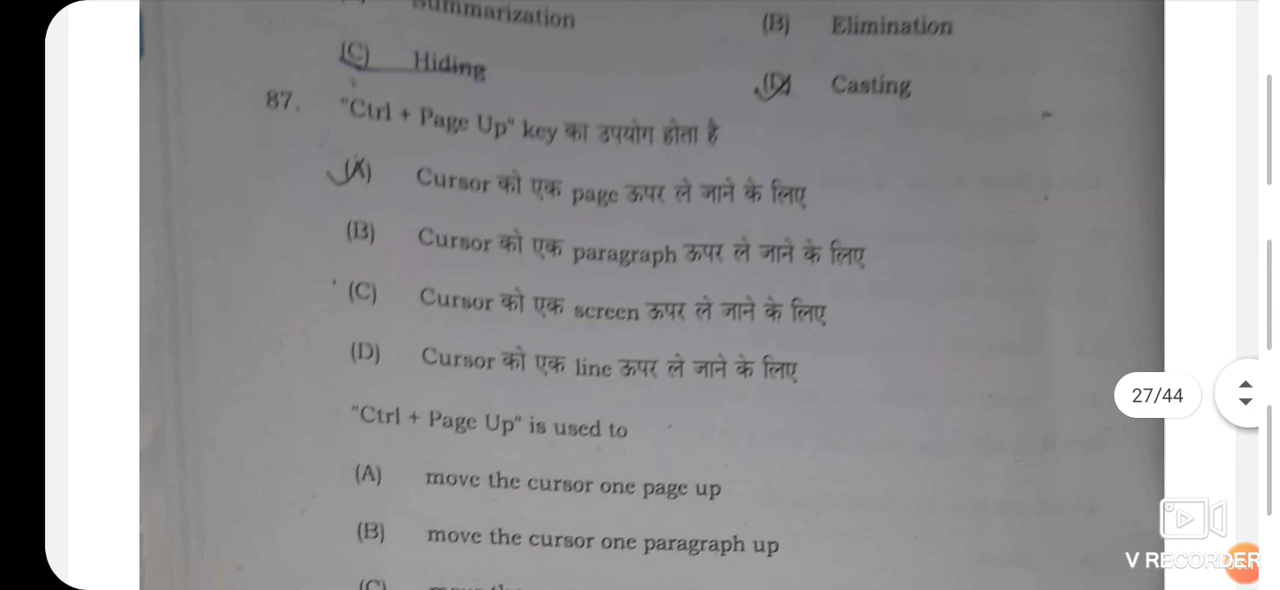 Summarization
(B) Elimination
(C) Hiding
(D) Casting
87. "Ctrl + Page Up" key का उपयोग होता है
(A) Cursor को एक page ऊपर ले जाने के लिए
(B) Cursor को एक paragraph ऊपर ले जाने के लिए
(C) Cursor को एक screen ऊपर ले जाने के लिए
(D) Cursor को एक line ऊपर ले जाने के लिए
"Ctrl + Page Up" is used to
(A) move the cursor one page up
(B) move the cursor one paragraph up
(C)
27/44
V RECORDER